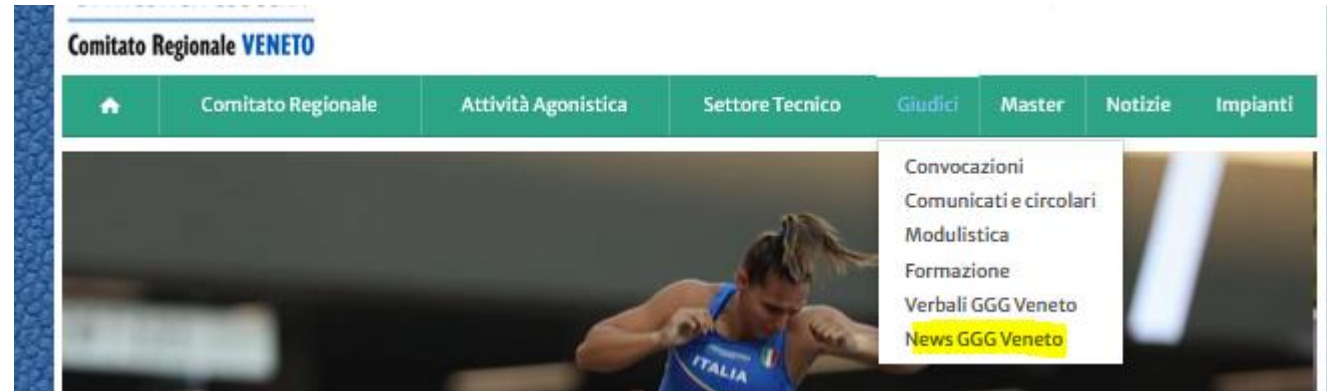 Comitato Regionale VENETO
Comitato Regionale Attività Agonistica Settore Tecnico Giudici Master Notizie Impianti
Convocazioni
Comunicati e circolari
Modulistica
Formazione
Verbali GGG Veneto
News GGG Veneto
ITALIA